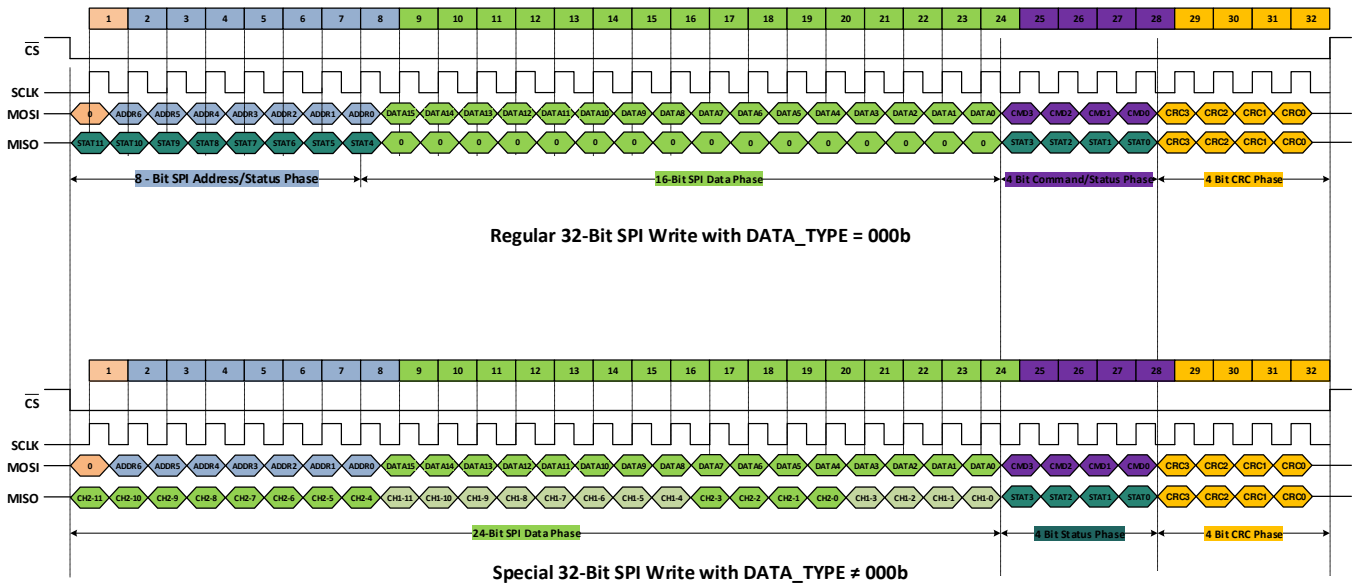 1 2 3 4 5 6 7 8 9 10 11 12 13 14 15 16 17 18 19 20 21 22 23 24 25 26 27 28 29 30 31 32
CS
SCLK
MOSI 0 ADDR6 ADDR5 ADDR4 ADDR3 ADDR2 ADDR1 ADDR0 DATA15 DATA14 DATA13 DATA12 DATA11 DATA10 DATA9 DATA8 DATA7 DATA6 DATA5 DATA4 DATA3 DATA2 DATA1 DATA0 CMD3 CMD2 CMD1 CMD0 CRC3 CRC2 CRC1 CRC0
MISO STAT11 STAT10 STAT9 STAT8 STAT7 STAT6 STAT5 STAT4 0 0 0 0 0 0 0 0 0 0 0 0 0 0 0 0 STAT3 STAT2 STAT1 STAT0 CRC3 CRC2 CRC1 CRC0
8 - Bit SPI Address/Status Phase 16-Bit SPI Data Phase 4 Bit Command/Status Phase 4 Bit CRC Phase
Regular 32-Bit SPI Write with DATA_TYPE = 000b
1 2 3 4 5 6 7 8 9 10 11 12 13 14 15 16 17 18 19 20 21 22 23 24 25 26 27 28 29 30 31 32
CS
SCLK
MOSI 0 ADDR6 ADDR5 ADDR4 ADDR3 ADDR2 ADDR1 ADDR0 DATA15 DATA14 DATA13 DATA12 DATA11 DATA10 DATA9 DATA8 DATA7 DATA6 DATA5 DATA4 DATA3 DATA2 DATA1 DATA0 CMD3 CMD2 CMD1 CMD0 CRC3 CRC2 CRC1 CRC0
MISO CH2-11 CH2-10 CH2-9 CH2-8 CH2-7 CH2-6 CH2-5 CH2-4 CH1-11 CH1-10 CH1-9 CH1-8 CH1-7 CH1-6 CH1-5 CH1-4 CH2-3 CH2-2 CH2-1 CH2-0 CH1-3 CH1-2 CH1-1 CH1-0 STAT3 STAT2 STAT1 STAT0 CRC3 CRC2 CRC1 CRC0
24-Bit SPI Data Phase 4 Bit Status Phase 4 Bit CRC Phase
Special 32-Bit SPI Write with DATA_TYPE ≠ 000b